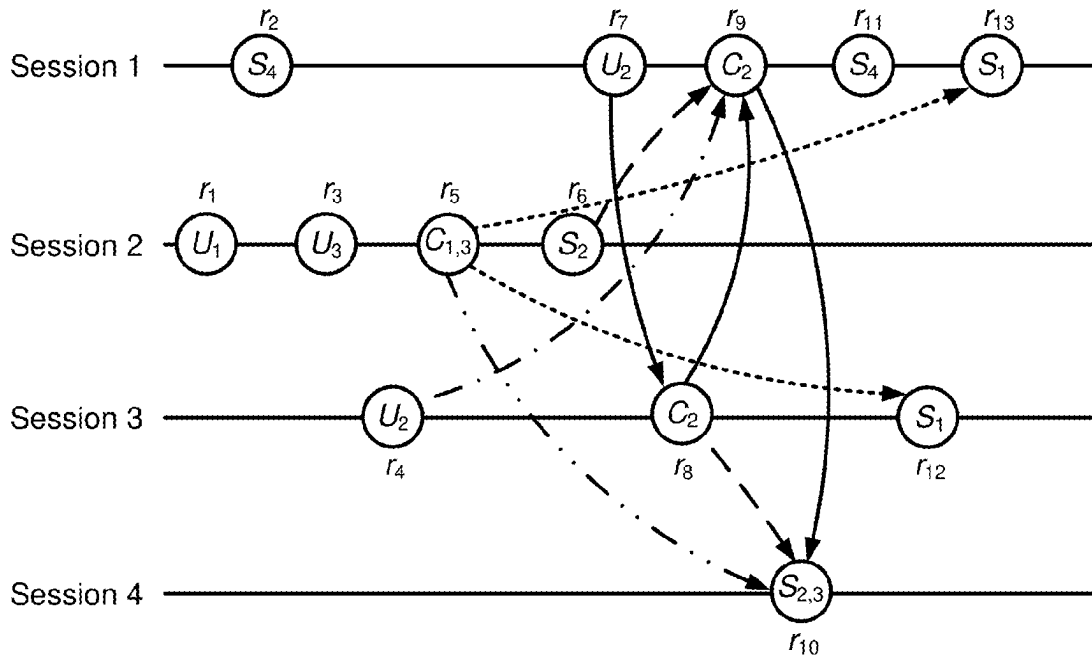 r2 r7 r9 r11 r13
Session 1 S4 U2 C2 S4 S1
r1 r3 r5 r6
Session 2 U1 U3 C1,3 S2
Session 3 U2 C2 S1
r4 r8 r12
Session 4 S2,3
r10